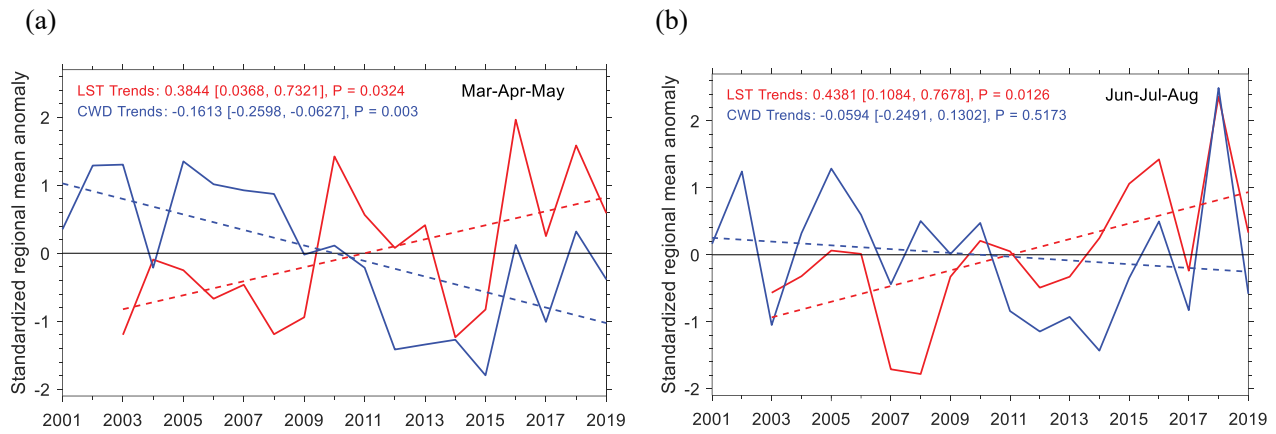 (a)
(b)
LST Trends: 0.3844 [0.0368, 0.7321], P = 0.0324
CWD Trends: -0.1613 [-0.2598, -0.0627], P = 0.003
Mar-Apr-May
Standardized regional mean anomaly
2
1
0
-1
-2
2001 2003 2005 2007 2009 2011 2013 2015 2017 2019
LST Trends: 0.4381 [0.1084, 0.7678], P = 0.0126
CWD Trends: -0.0594 [-0.2491, 0.1302], P = 0.5173
Jun-Jul-Aug
Standardized regional mean anomaly
2
1
0
-1
-2
2001 2003 2005 2007 2009 2011 2013 2015 2017 2019